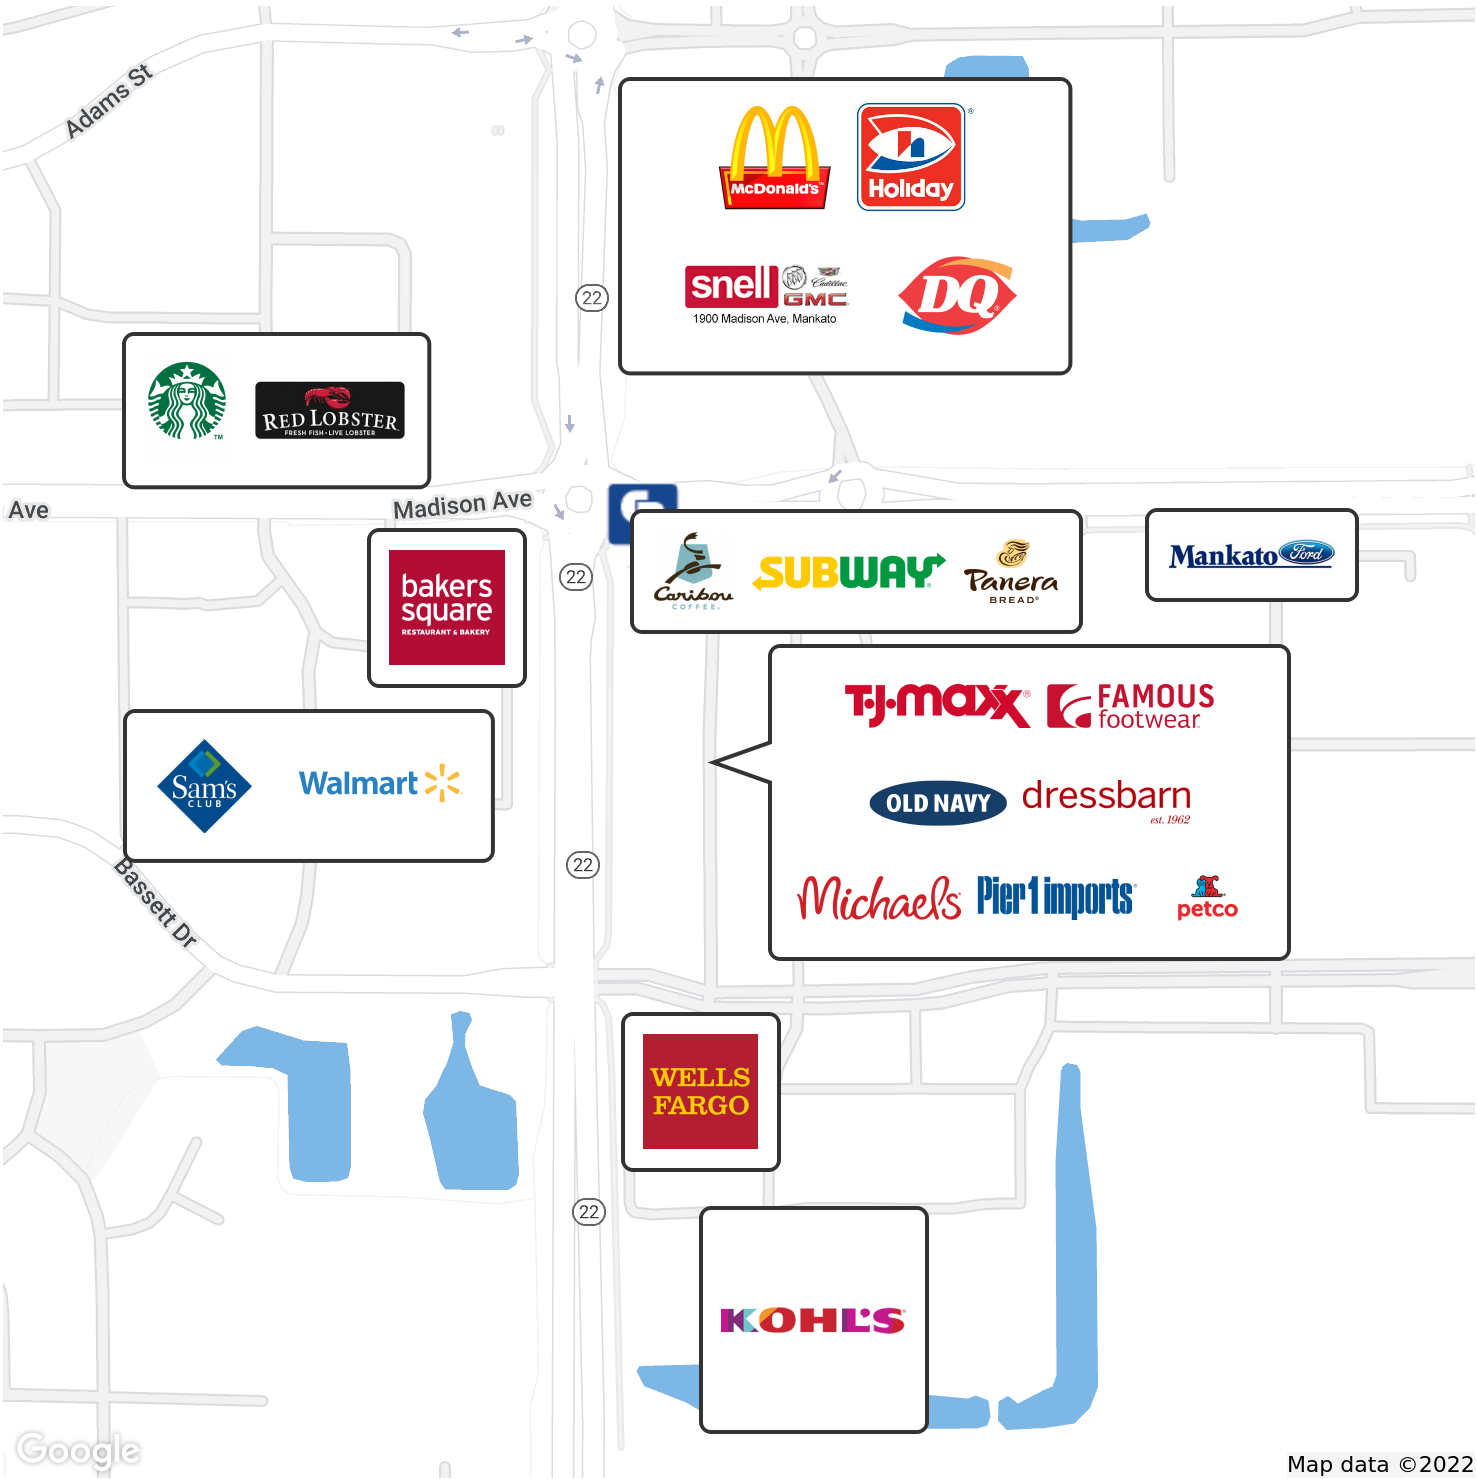 Adams St
McDonald's™
Holiday®
22
snell
Cadillac
GMC
1900 Madison Ave, Mankato
DQ®
TM
RED LOBSTER
FRESH FISH • LIVE LOBSTER
Ave
Madison Ave
22
bakers
square
RESTAURANT & BAKERY
Caribou
COFFEE
SUBWAY®
Panera
BREAD®
Mankato Ford
T.J.maxx®
FAMOUS
footwear
Sam's
CLUB
Walmart
OLD NAVY
dressbarn
est. 1962
22
Michaels
Pier 1 imports®
petco
Bassett Dr
WELLS
FARGO
22
KOHL'S
Google
Map data ©2022